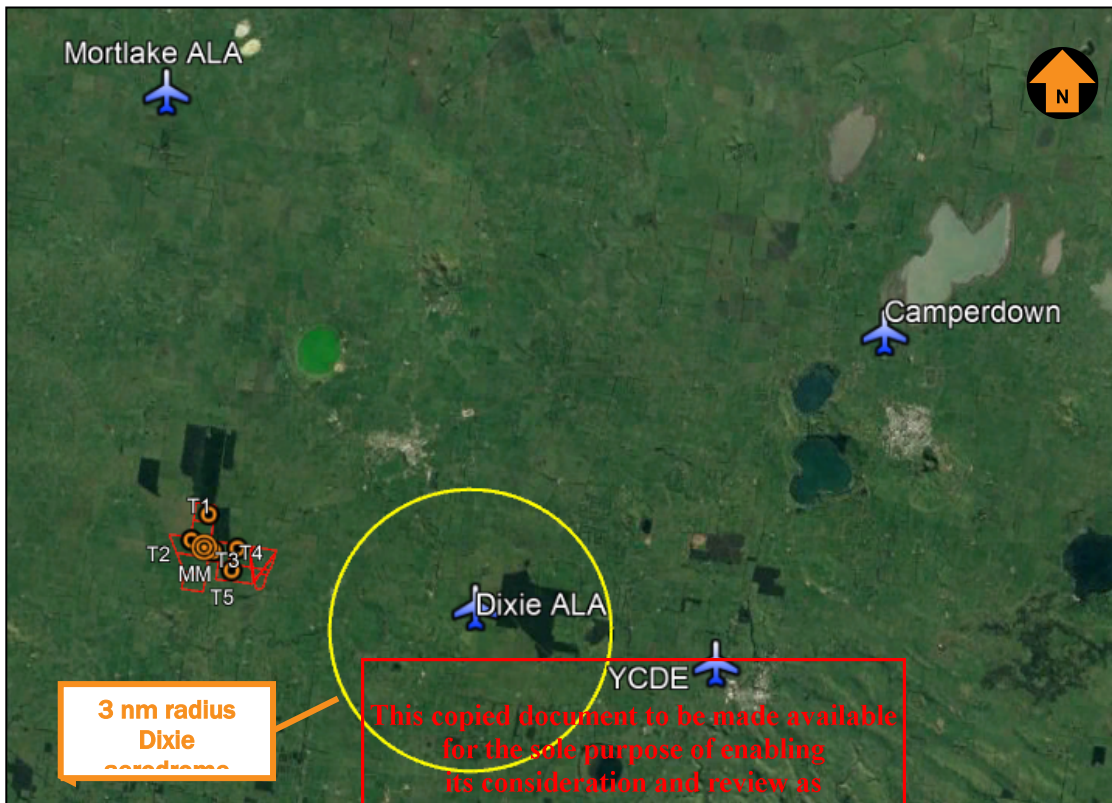 Mortlake ALA
N
Camperdown
T1
T2
T3
T4
MM
T5
Dixie ALA
YCDE
3 nm radius
Dixie
This copied document to be made available
for the sole purpose of enabling
its consideration and review as